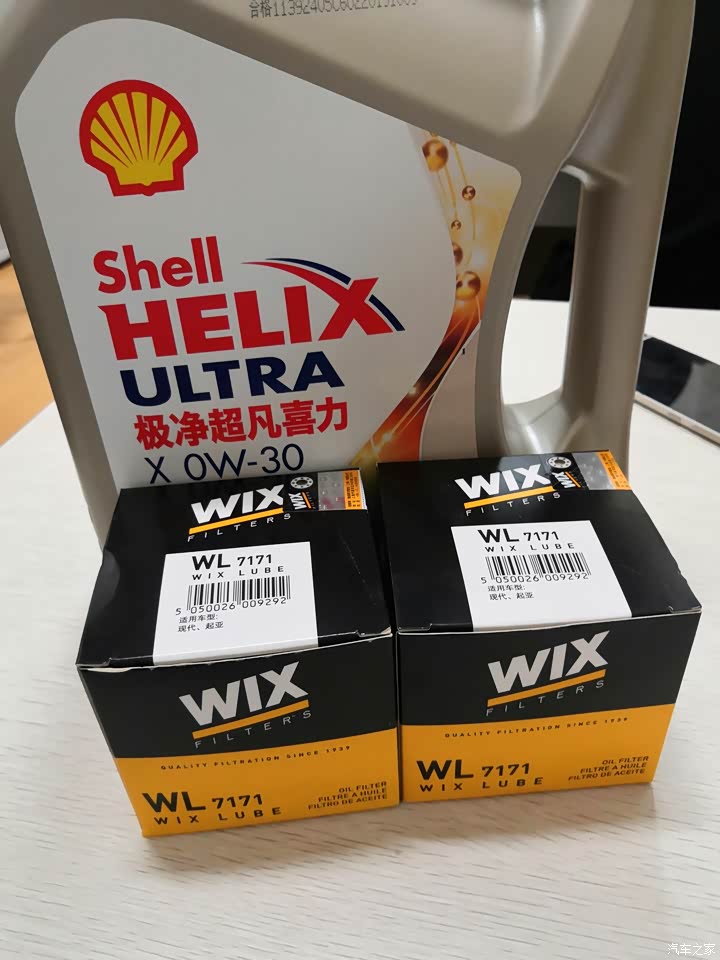 Shell
HELIX
ULTRA
极净超凡喜力
X 0W-30
WIX
FILTERS
WIX
WL 7171
WIX LUBE
5 050026 009292
适用车型:
现代、起亚
WIX
FILTERS
QUALITY FILTRATION SINCE 1939
WL 7171
WIX LUBE
OIL FILTER
FILTRE A HUILE
FILTRO DE ACEITE
WIX
FILTERS
WIX
WL 7171
WIX LUBE
5 050026 009292
适用车型:
现代、起亚
WIX
FILTERS
QUALITY FILTRATION SINCE 1939
WL 7171
WIX LUBE
OIL FILTER
FILTRE A HUILE
FILTRO DE ACEITE
汽车之家